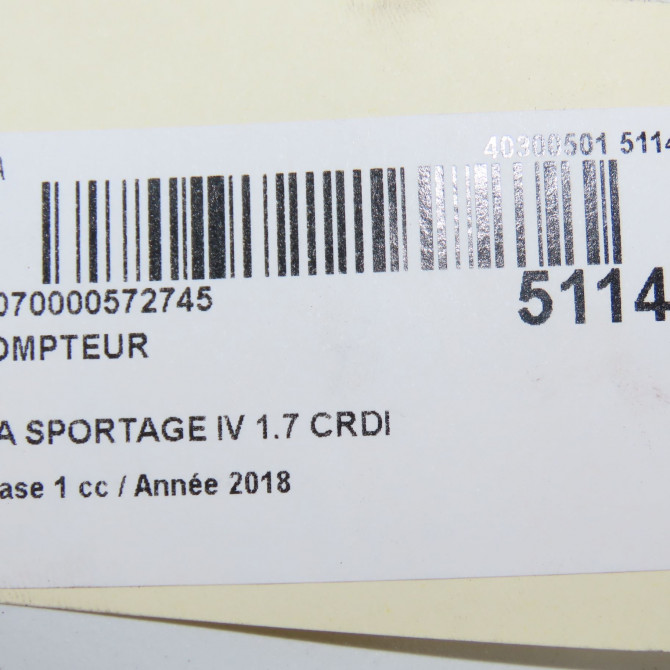 A
40300501 5114
070000572745
5114
OMPTEUR
A SPORTAGE IV 1.7 CRDI
ase 1 cc / Année 2018